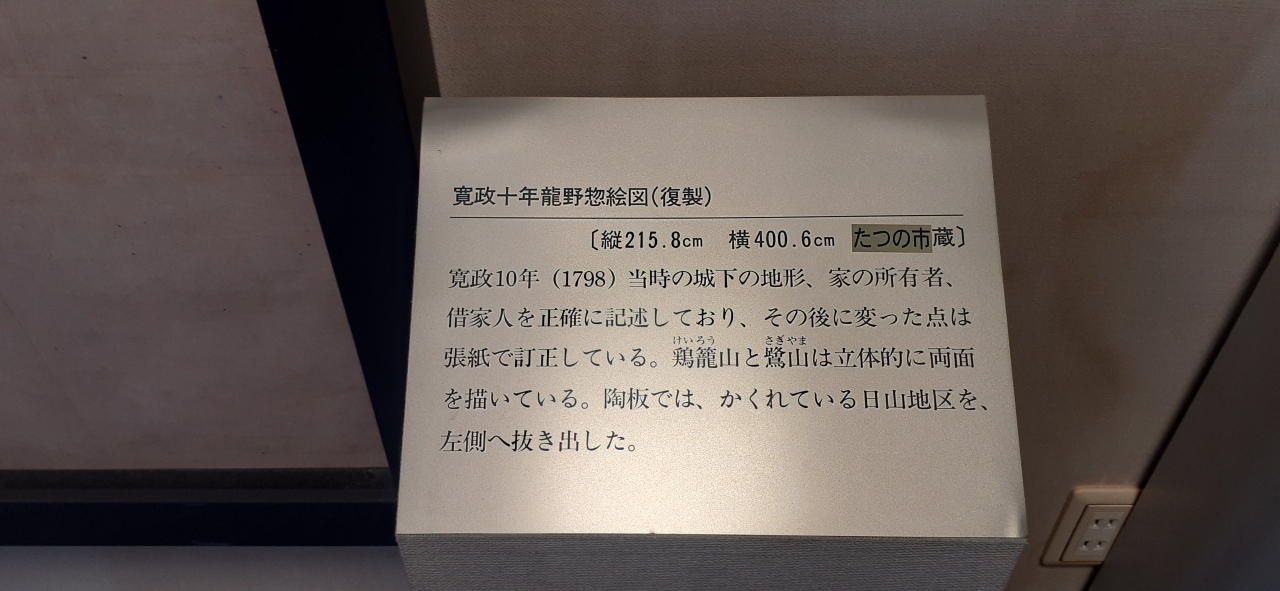 寛政十年龍野惣絵図(復製)
〔縦215.8cm 横400.6cm たつの市蔵〕
寛政10年(1798)当時の城下の地形、家の所有者、
借家人を正確に記述しており、その後に変った点は
けいろう さぎやま
張紙で訂正している。鶏籠山と鷺山は立体的に両面
を描いている。陶板では、かくれている日山地区を、
左側へ抜き出した。